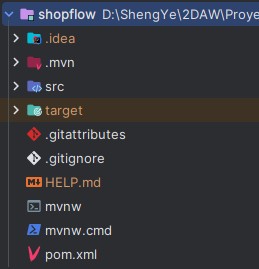 shopflow D:\ShengYe\2DAW\Proye
.idea
.mvn
src
target
.gitattributes
.gitignore
HELP.md
mvnw
mvnw.cmd
pom.xml